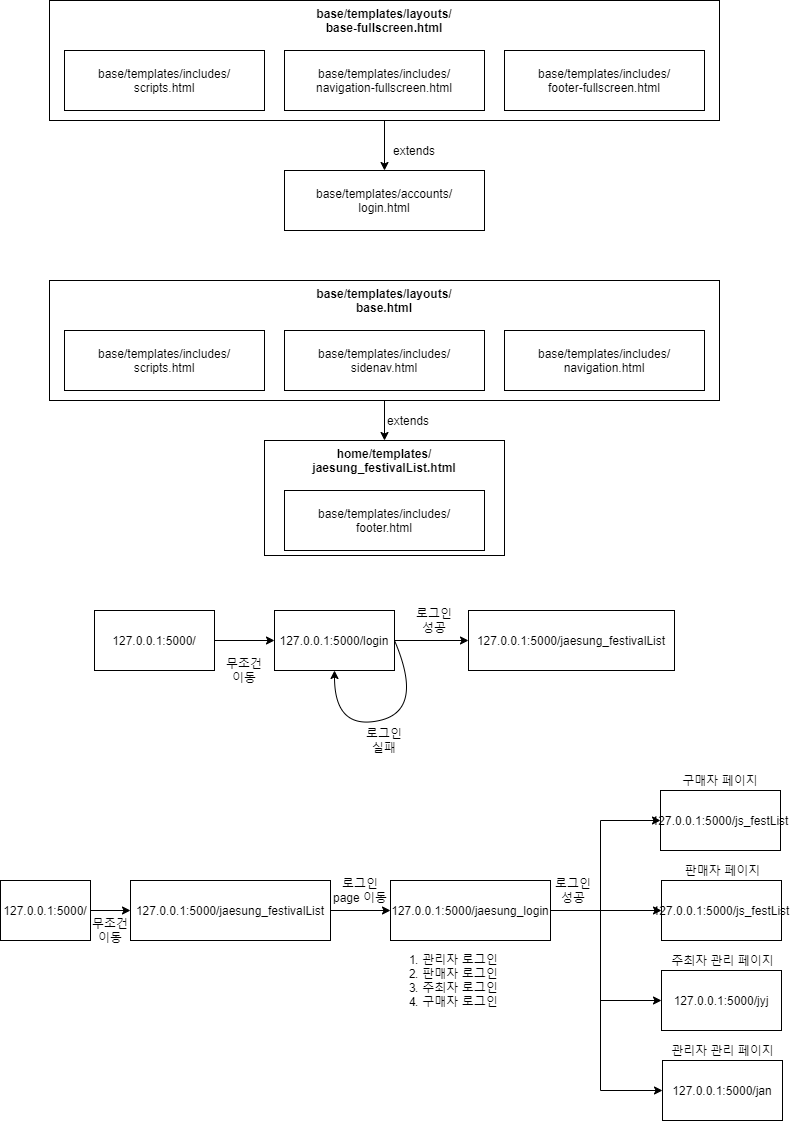 base/templates/layouts/
base-fullscreen.html
base/templates/includes/
scripts.html
base/templates/includes/
navigation-fullscreen.html
base/templates/includes/
footer-fullscreen.html
extends
base/templates/accounts/
login.html
base/templates/layouts/
base.html
base/templates/includes/
scripts.html
base/templates/includes/
sidenav.html
base/templates/includes/
navigation.html
extends
home/templates/
jaesung_festivalList.html
base/templates/includes/
footer.html
127.0.0.1:5000/
무조건
이동
127.0.0.1:5000/login
로그인
성공
127.0.0.1:5000/jaesung_festivalList
로그인
실패
127.0.0.1:5000/
무조건
이동
127.0.0.1:5000/jaesung_festivalList
로그인
page 이동
127.0.0.1:5000/jaesung_login
1. 관리자 로그인
2. 판매자 로그인
3. 주최자 로그인
4. 구매자 로그인
로그인
성공
구매자 페이지
127.0.0.1:5000/js_festList
판매자 페이지
127.0.0.1:5000/js_festList
주최자 관리 페이지
127.0.0.1:5000/jyj
관리자 관리 페이지
127.0.0.1:5000/jan